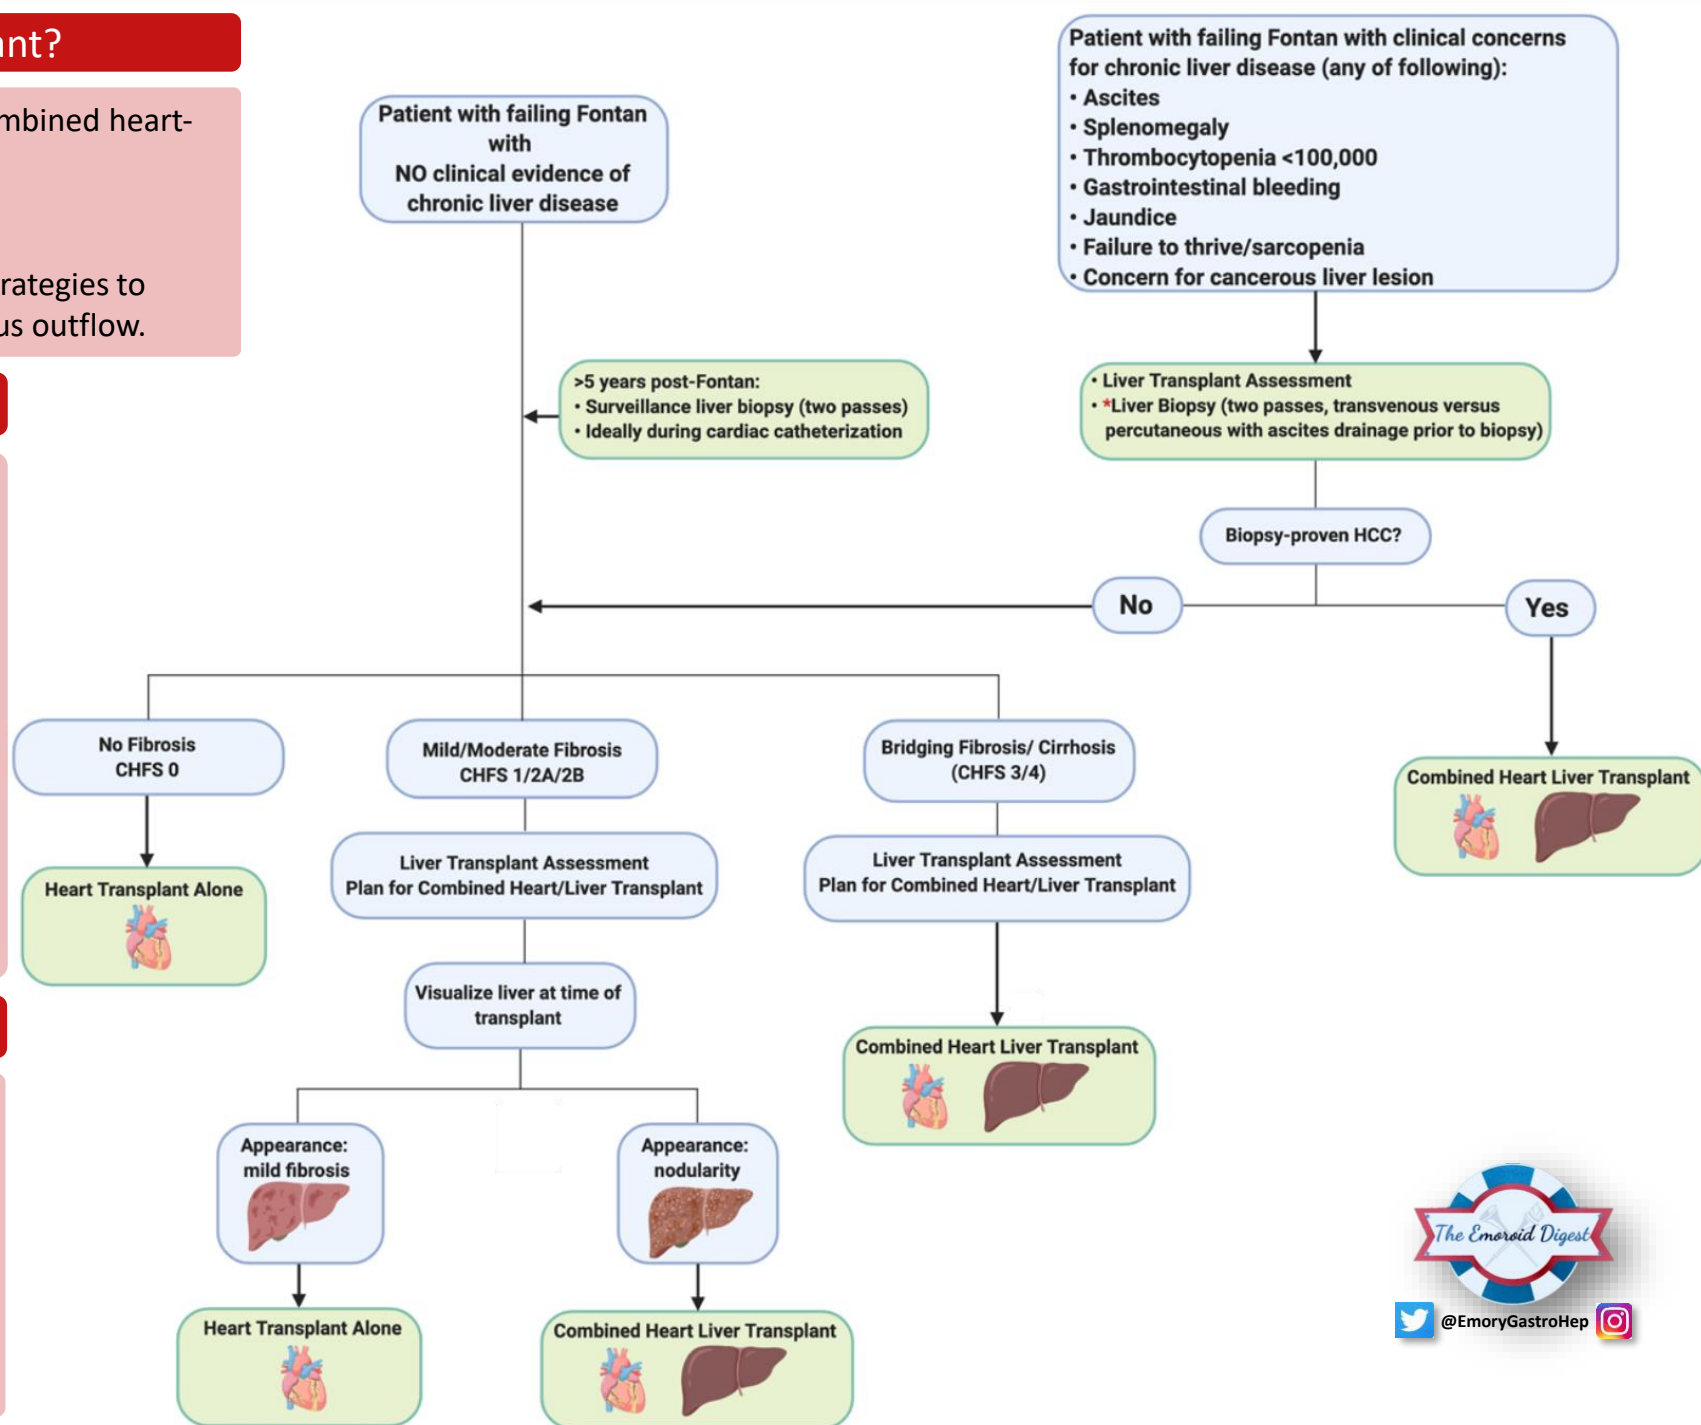 ant?
ombined heart-
rategies to
us outflow.
Patient with failing Fontan
with
NO clinical evidence of
chronic liver disease
Patient with failing Fontan with clinical concerns
for chronic liver disease (any of following):
• Ascites
• Splenomegaly
• Thrombocytopenia <100,000
• Gastrointestinal bleeding
• Jaundice
• Failure to thrive/sarcopenia
• Concern for cancerous liver lesion
>5 years post-Fontan:
• Surveillance liver biopsy (two passes)
• Ideally during cardiac catheterization
• Liver Transplant Assessment
• *Liver Biopsy (two passes, transvenous versus
percutaneous with ascites drainage prior to biopsy)
Biopsy-proven HCC?
No
Yes
No Fibrosis
CHFS 0
Mild/Moderate Fibrosis
CHFS 1/2A/2B
Bridging Fibrosis/ Cirrhosis
(CHFS 3/4)
Combined Heart Liver Transplant
Heart Transplant Alone
Liver Transplant Assessment
Plan for Combined Heart/Liver Transplant
Liver Transplant Assessment
Plan for Combined Heart/Liver Transplant
Visualize liver at time of
transplant
Combined Heart Liver Transplant
Appearance:
mild fibrosis
Appearance:
nodularity
Heart Transplant Alone
Combined Heart Liver Transplant
The Emoroid Digest
@EmoryGastroHep